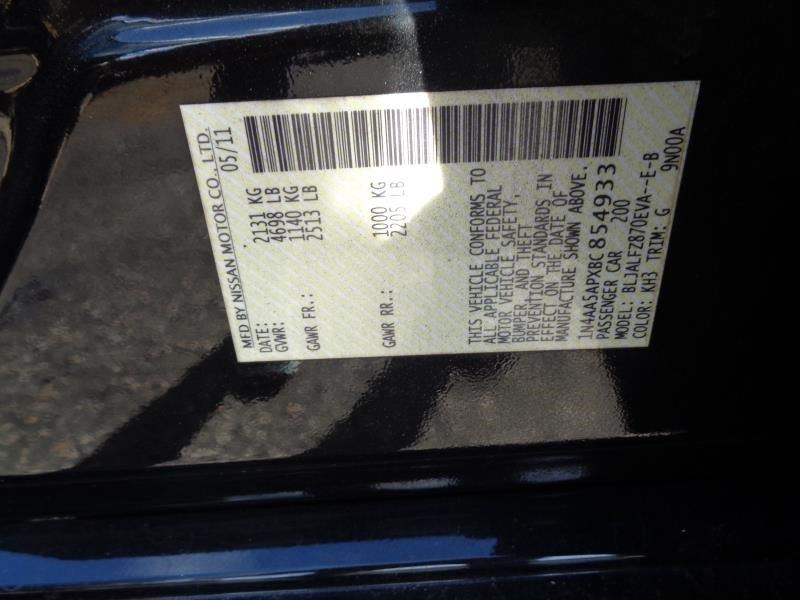 MFD BY NISSAN MOTOR CO., LTD.
DATE: 05/11
GVWR: 2131 KG
4698 LB
GAWR FR.: 1140 KG
2513 LB
GAWR RR.: 1000 KG
2205 LB
THIS VEHICLE CONFORMS TO
ALL APPLICABLE FEDERAL
MOTOR VEHICLE SAFETY,
BUMPER, AND THEFT
PREVENTION STANDARDS IN
EFFECT ON THE DATE OF
MANUFACTURE SHOWN ABOVE.
1N4AA5APXBC854933
PASSENGER CAR 200
MODEL: BLJALFZ870EVA--E-B
COLOR: KH3 TRIM: G 9N00A